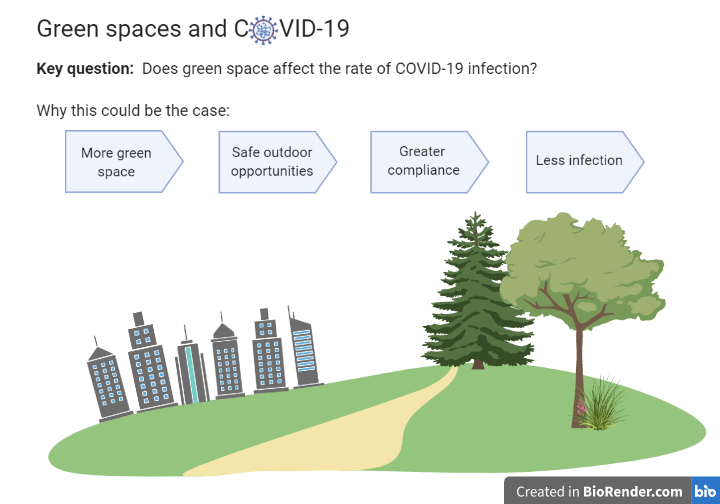 Green spaces and COVID-19
Key question: Does green space affect the rate of COVID-19 infection?
Why this could be the case:
More green
space
Safe outdoor
opportunities
Greater
compliance
Less infection
Created in BioRender.com bio